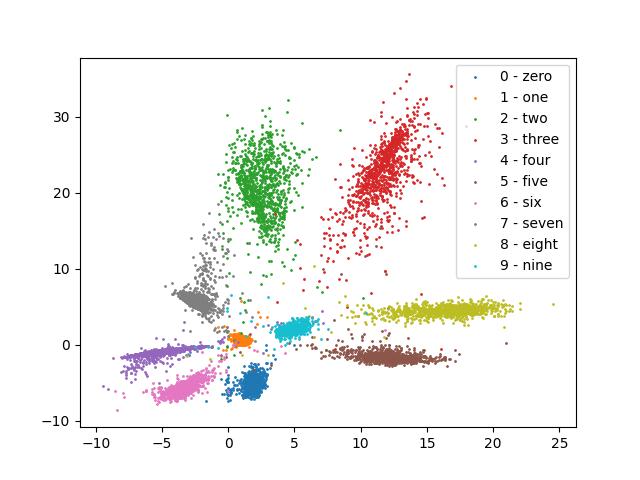 30
20
10
0
−10
−10
−5
0
5
10
15
20
25
0 - zero
1 - one
2 - two
3 - three
4 - four
5 - five
6 - six
7 - seven
8 - eight
9 - nine